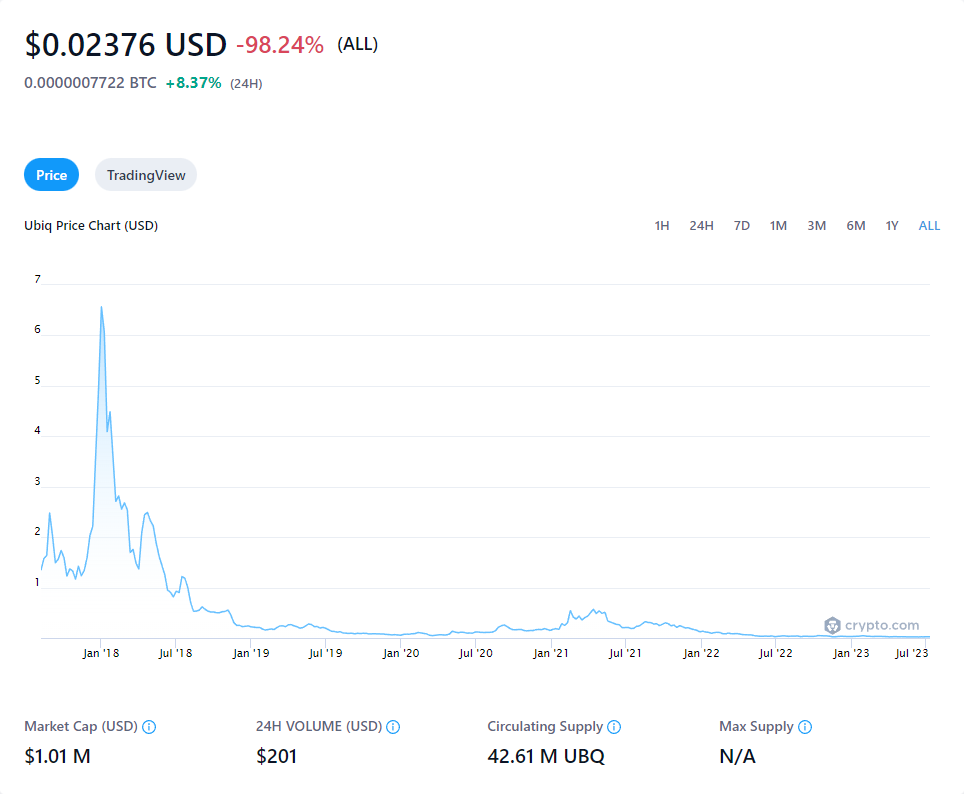 $0.02376 USD -98.24% (ALL)
0.0000007722 BTC +8.37% (24H)
Price TradingView
Ubiq Price Chart (USD) 1H 24H 7D 1M 3M 6M 1Y ALL
7
6
5
4
3
2
1
crypto.com
Jan '18 Jul '18 Jan '19 Jul '19 Jan '20 Jul '20 Jan '21 Jul '21 Jan '22 Jul '22 Jan '23 Jul '23
Market Cap (USD) 24H VOLUME (USD) Circulating Supply Max Supply
$1.01 M $201 42.61 M UBQ N/A